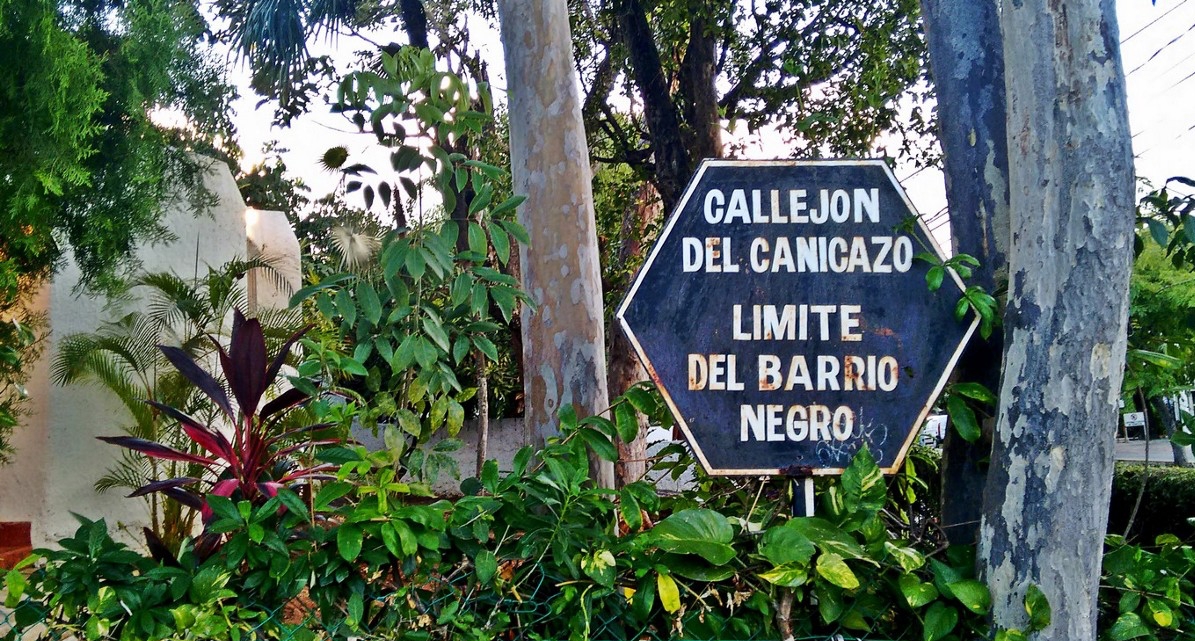 CALLEJON
DEL CANICAZO
LIMITE
DEL BARRIO
NEGRO